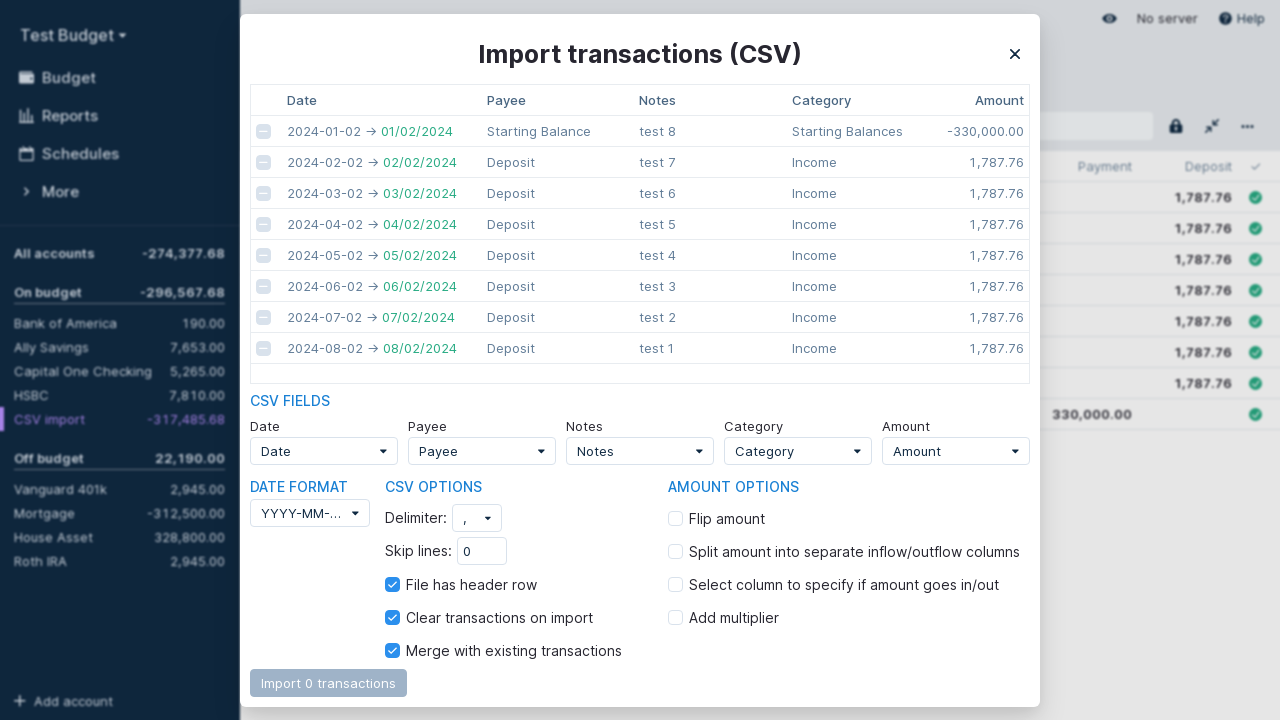 Test Budget
Budget
Reports
Schedules
More
All accounts -274,377.68
On budget -296,567.68
Bank of America 190.00
Ally Savings 7,653.00
Capital One Checking 5,265.00
HSBC 7,810.00
CSV import -317,485.68
Off budget 22,190.00
Vanguard 401k 2,945.00
Mortgage -312,500.00
House Asset 328,800.00
Roth IRA 2,945.00
Add account
No server Help
Payment Deposit
1,787.76
1,787.76
1,787.76
1,787.76
1,787.76
1,787.76
1,787.76
330,000.00
Import transactions (CSV)
Date Payee Notes Category Amount
2024-01-02 → 01/02/2024 Starting Balance test 8 Starting Balances -330,000.00
2024-02-02 → 02/02/2024 Deposit test 7 Income 1,787.76
2024-03-02 → 03/02/2024 Deposit test 6 Income 1,787.76
2024-04-02 → 04/02/2024 Deposit test 5 Income 1,787.76
2024-05-02 → 05/02/2024 Deposit test 4 Income 1,787.76
2024-06-02 → 06/02/2024 Deposit test 3 Income 1,787.76
2024-07-02 → 07/02/2024 Deposit test 2 Income 1,787.76
2024-08-02 → 08/02/2024 Deposit test 1 Income 1,787.76
CSV FIELDS
Date Payee Notes Category Amount
Date Payee Notes Category Amount
DATE FORMAT
YYYY-MM-...
CSV OPTIONS
Delimiter: ,
Skip lines: 0
File has header row
Clear transactions on import
Merge with existing transactions
AMOUNT OPTIONS
Flip amount
Split amount into separate inflow/outflow columns
Select column to specify if amount goes in/out
Add multiplier
Import 0 transactions